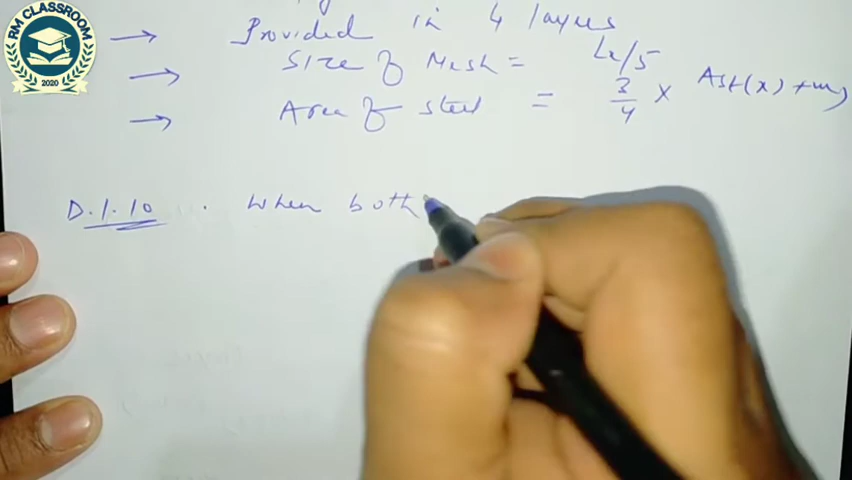 RM CLASSROOM
2020
→ Provided in 4 layers
→ Size of Mesh = Lx/5
→ Area of steel = 3/4 × Ast(x) +
D.1.10 . When both